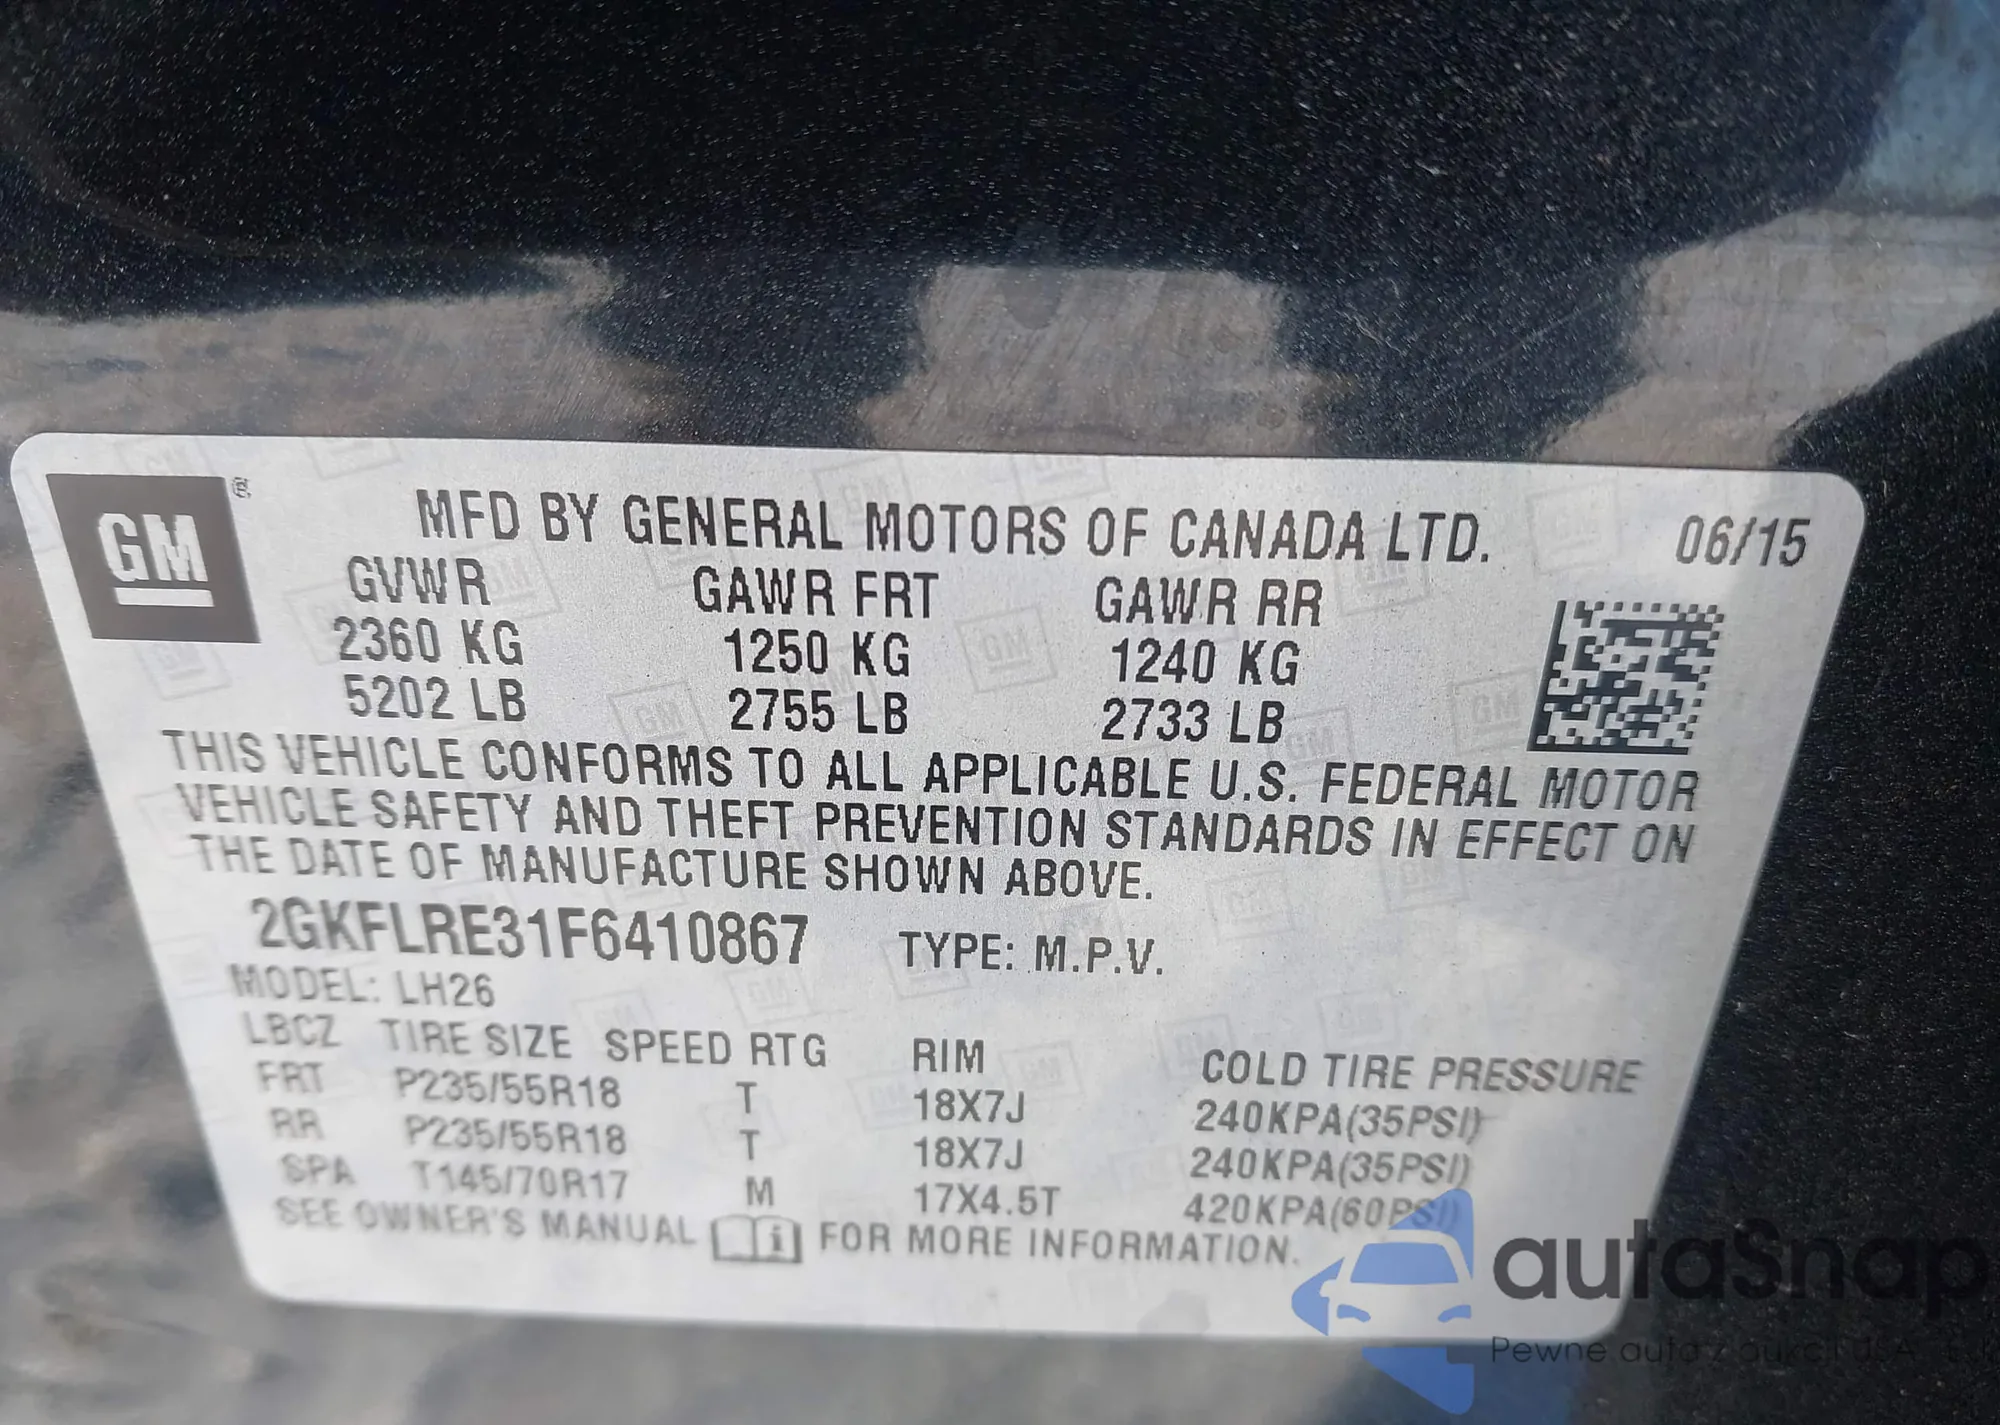 GM
MFD BY GENERAL MOTORS OF CANADA LTD. 06/15
GVWR GAWR FRT GAWR RR
2360 KG 1250 KG 1240 KG
5202 LB 2755 LB 2733 LB
THIS VEHICLE CONFORMS TO ALL APPLICABLE U.S. FEDERAL MOTOR
VEHICLE SAFETY AND THEFT PREVENTION STANDARDS IN EFFECT ON
THE DATE OF MANUFACTURE SHOWN ABOVE.
2GKFLRE31F6410867 TYPE: M.P.V.
MODEL: LH26
LBCZ TIRE SIZE SPEED RTG RIM COLD TIRE PRESSURE
FRT P235/55R18 T 18X7J 240KPA(35PSI)
RR P235/55R18 T 18X7J 240KPA(35PSI)
SPA T145/70R17 M 17X4.5T 420KPA(60PSI)
SEE OWNER'S MANUAL i FOR MORE INFORMATION.
autaSnap
Pewne auta z aukcji USA